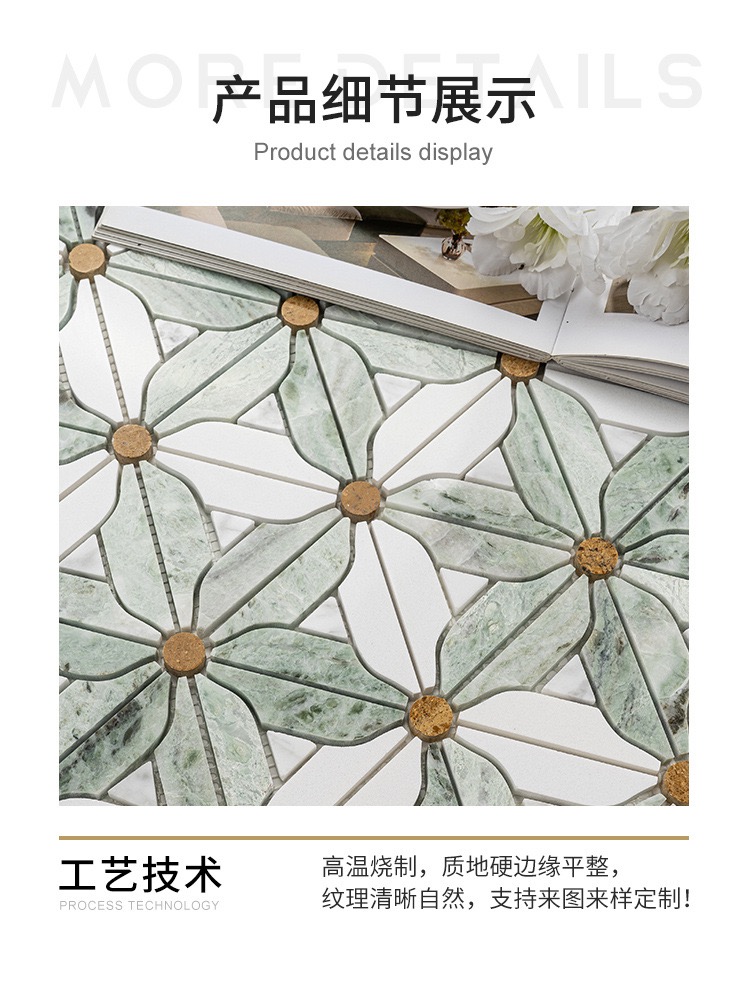 MORE DETAILS
产品细节展示
Product details display
工艺技术
PROCESS TECHNOLOGY
高温烧制，质地硬边缘平整，
纹理清晰自然，支持来图来样定制！